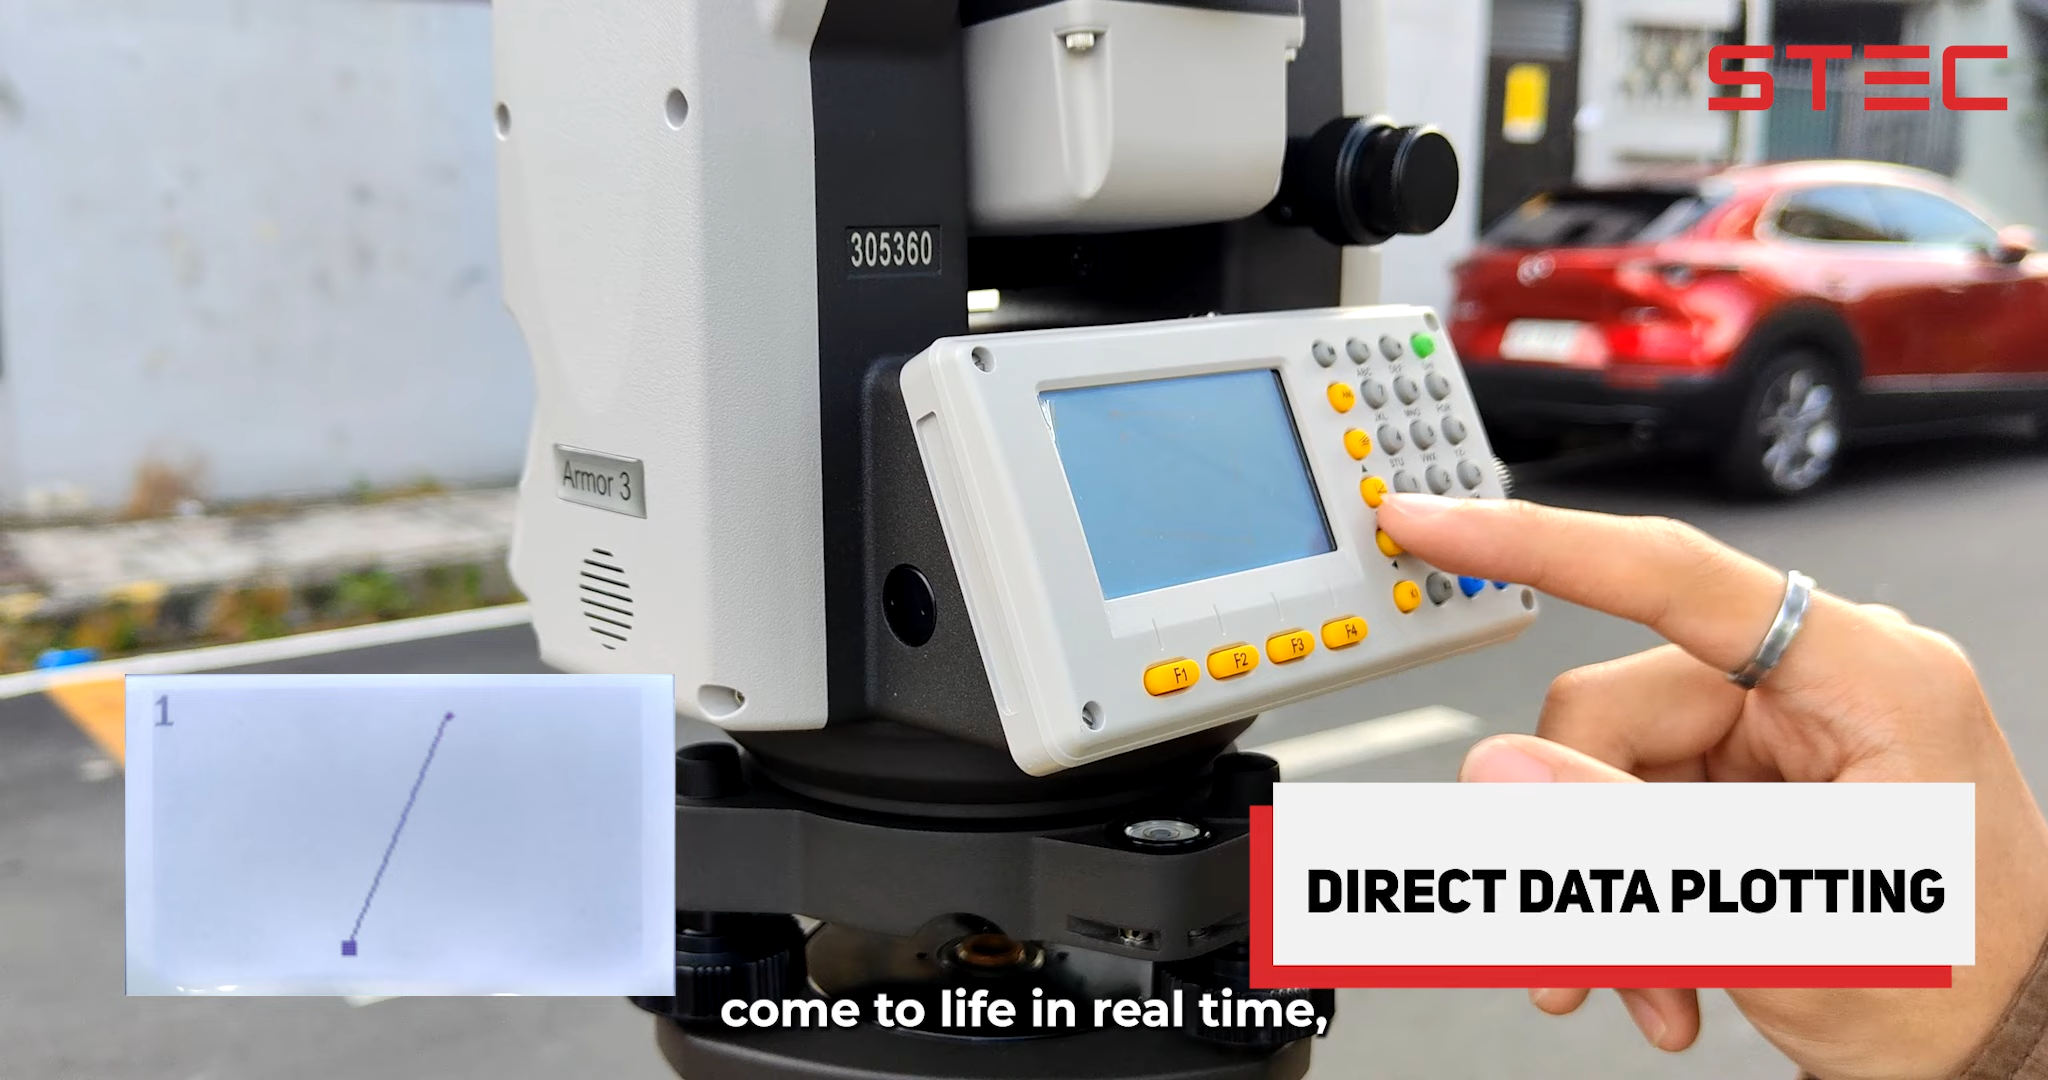 STEC
305360
Armor 3
F1 F2 F3 F4
1
DIRECT DATA PLOTTING
come to life in real time,